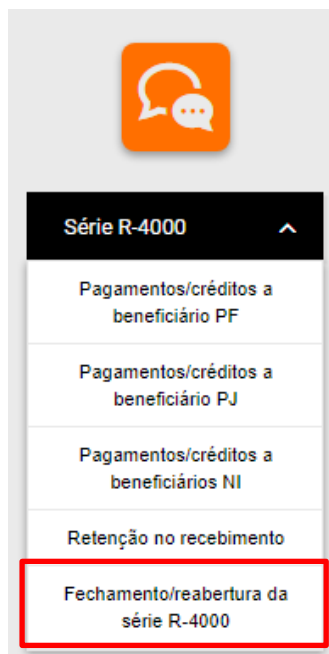 Série R-4000
Pagamentos/créditos a
beneficiário PF
Pagamentos/créditos a
beneficiário PJ
Pagamentos/créditos a
beneficiários NI
Retenção no recebimento
Fechamento/reabertura da
série R-4000